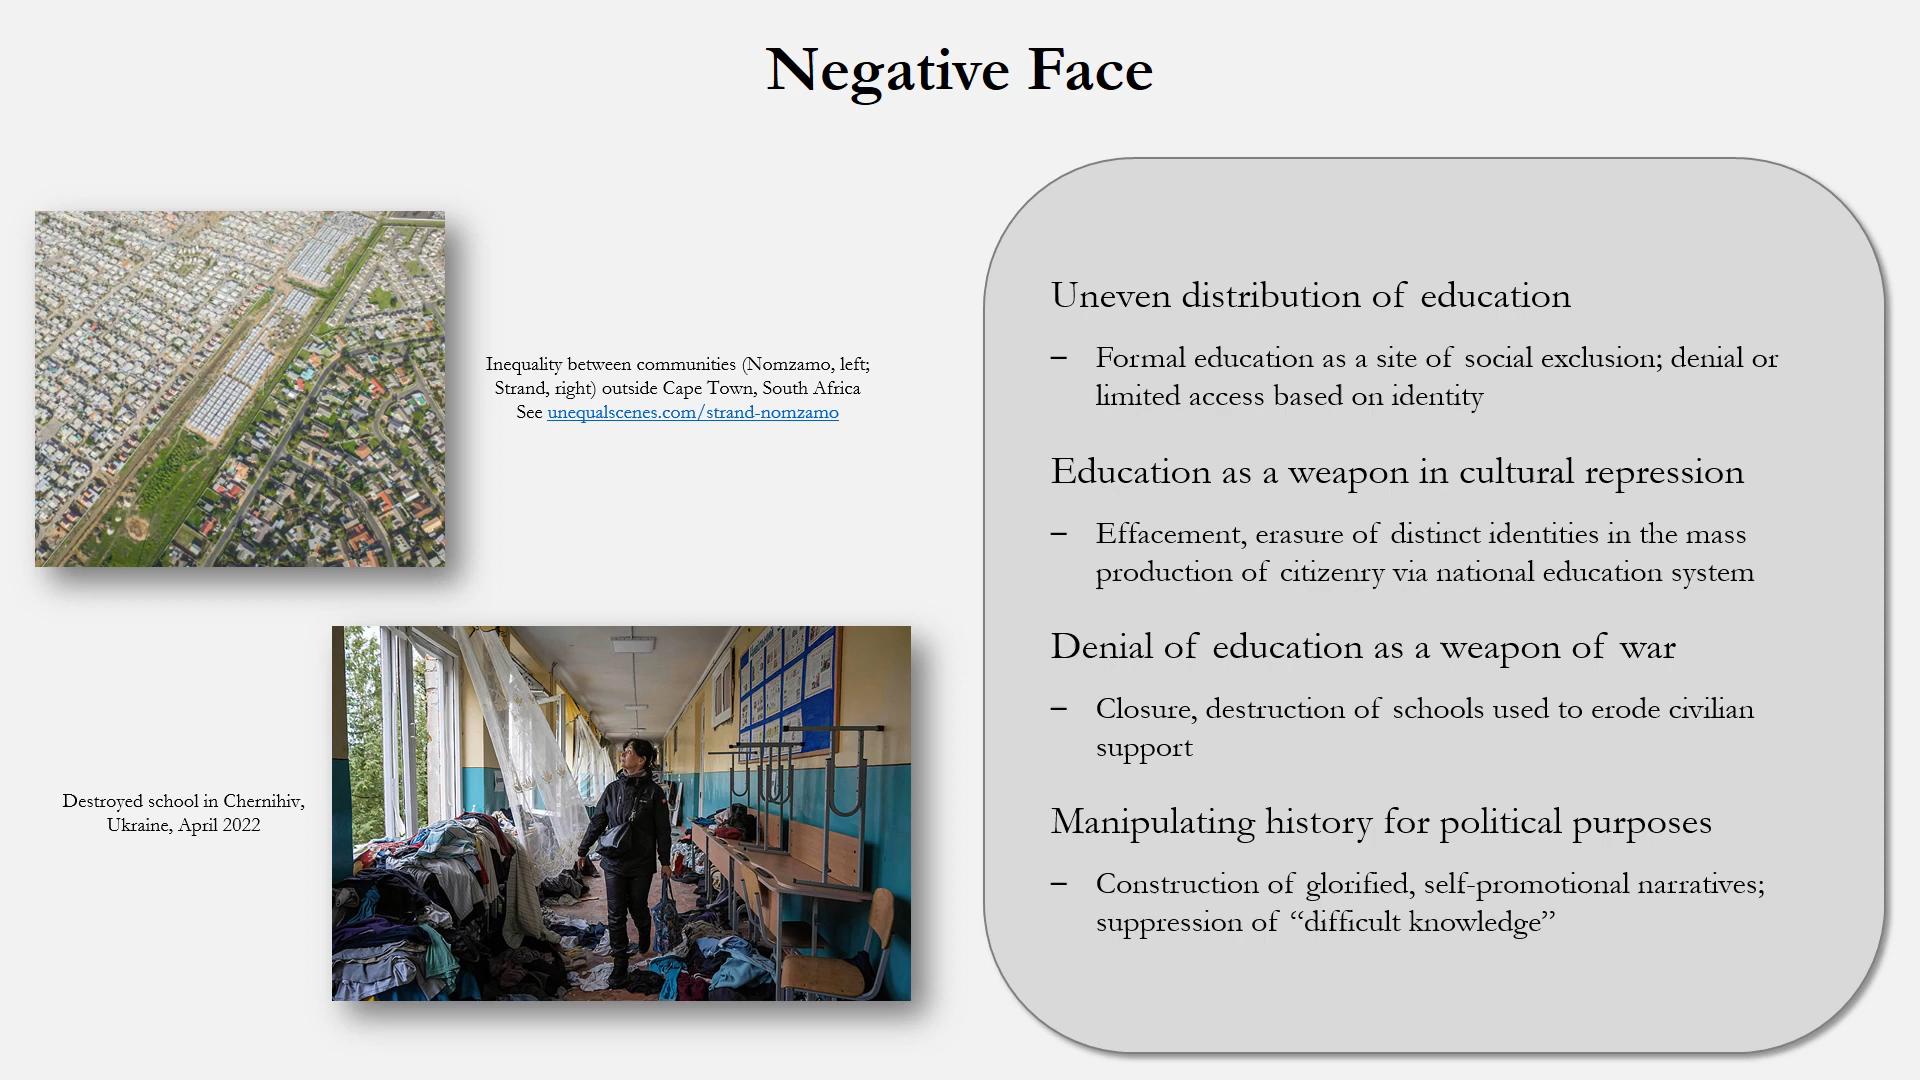 Negative Face
Inequality between communities (Nomzamo, left;
Strand, right) outside Cape Town, South Africa
See unequalscenes.com/strand-nomzamo
Destroyed school in Chernihiv,
Ukraine, April 2022
Uneven distribution of education
– Formal education as a site of social exclusion; denial or
limited access based on identity
Education as a weapon in cultural repression
– Effacement, erasure of distinct identities in the mass
production of citizenry via national education system
Denial of education as a weapon of war
– Closure, destruction of schools used to erode civilian
support
Manipulating history for political purposes
– Construction of glorified, self-promotional narratives;
suppression of “difficult knowledge”